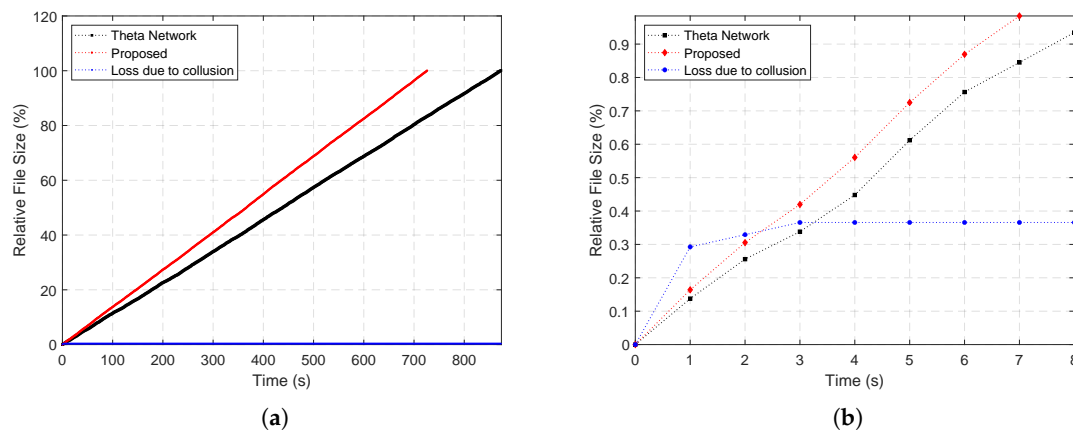 120
100
80
60
40
20
0
Relative File Size (%)
Theta Network
Proposed
Loss due to collusion
0 100 200 300 400 500 600 700 800
Time (s)
(a)
0.9
0.8
0.7
0.6
0.5
0.4
0.3
0.2
0.1
0
Relative File Size (%)
Theta Network
Proposed
Loss due to collusion
0 1 2 3 4 5 6 7 8
Time (s)
(b)